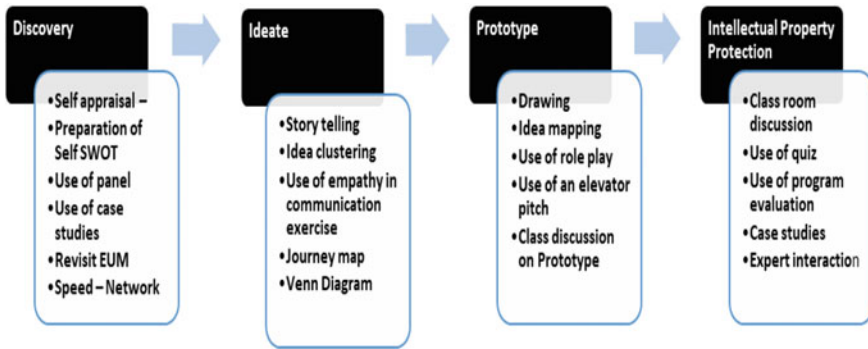 Discovery
• Self appraisal –
• Preparation of
Self SWOT
• Use of panel
• Use of case
studies
• Revisit EUM
• Speed – Network
Ideate
• Story telling
• Idea clustering
• Use of empathy in
communication
exercise
• Journey map
• Venn Diagram
Prototype
• Drawing
• Idea mapping
• Use of role play
• Use of an elevator
pitch
• Class discussion
on Prototype
Intellectual Property
Protection
• Class room
discussion
• Use of quiz
• Use of program
evaluation
• Case studies
• Expert interaction